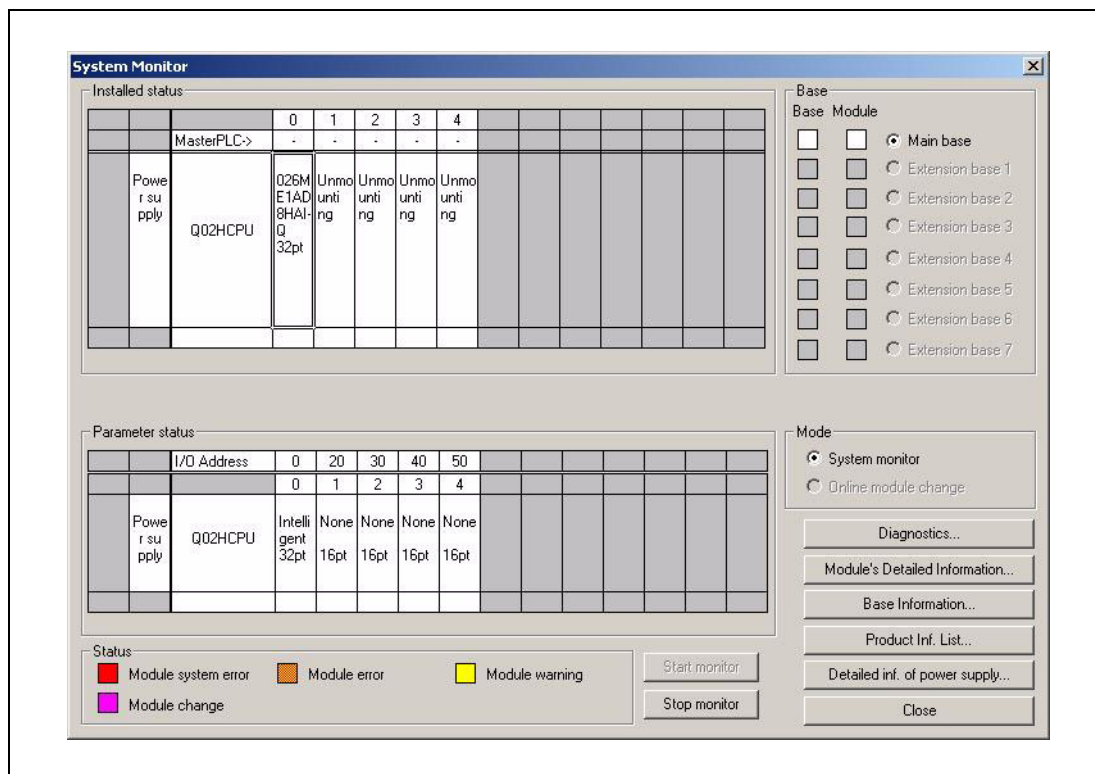 System Monitor
Installed status
0 1 2 3 4
MasterPLC-> - - - - -
Powe
r su
pply
Q02HCPU
026M
E1AD
8HAI-
Q
32pt
Unmo
unti
ng
Unmo
unti
ng
Unmo
unti
ng
Unmo
unti
ng
Base
Base Module
Main base
Extension base 1
Extension base 2
Extension base 3
Extension base 4
Extension base 5
Extension base 6
Extension base 7
Parameter status
I/O Address 0 20 30 40 50
0 1 2 3 4
Powe
r su
pply
Q02HCPU
Intelli
gent
32pt
None
16pt
None
16pt
None
16pt
None
16pt
Mode
System monitor
Online module change
Diagnostics...
Module's Detailed Information...
Base Information...
Product Inf. List...
Detailed inf. of power supply...
Close
Status
Module system error
Module error
Module warning
Module change
Start monitor
Stop monitor